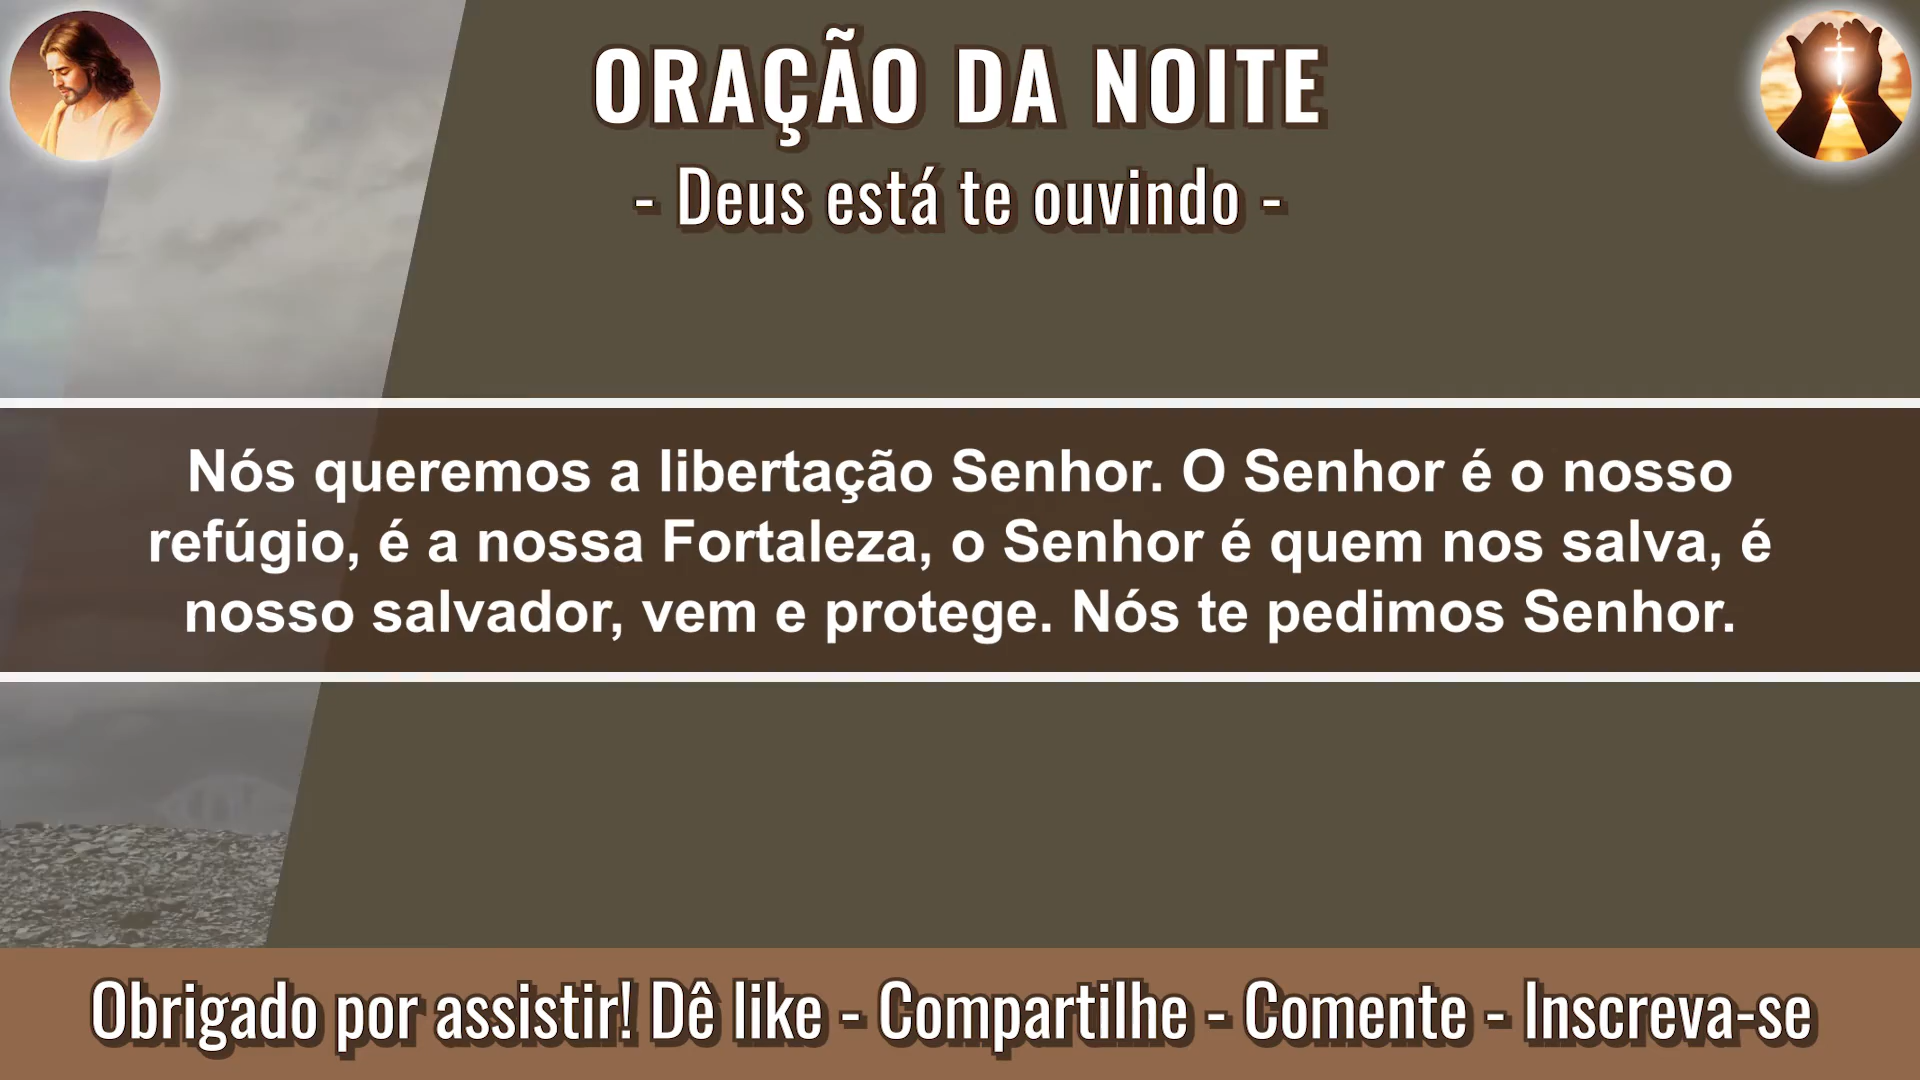 ORAÇÃO DA NOITE
- Deus está te ouvindo -
Nós queremos a libertação Senhor. O Senhor é o nosso
refúgio, é a nossa Fortaleza, o Senhor é quem nos salva, é
nosso salvador, vem e protege. Nós te pedimos Senhor.
Obrigado por assistir! Dê like - Compartilhe - Comente - Inscreva-se